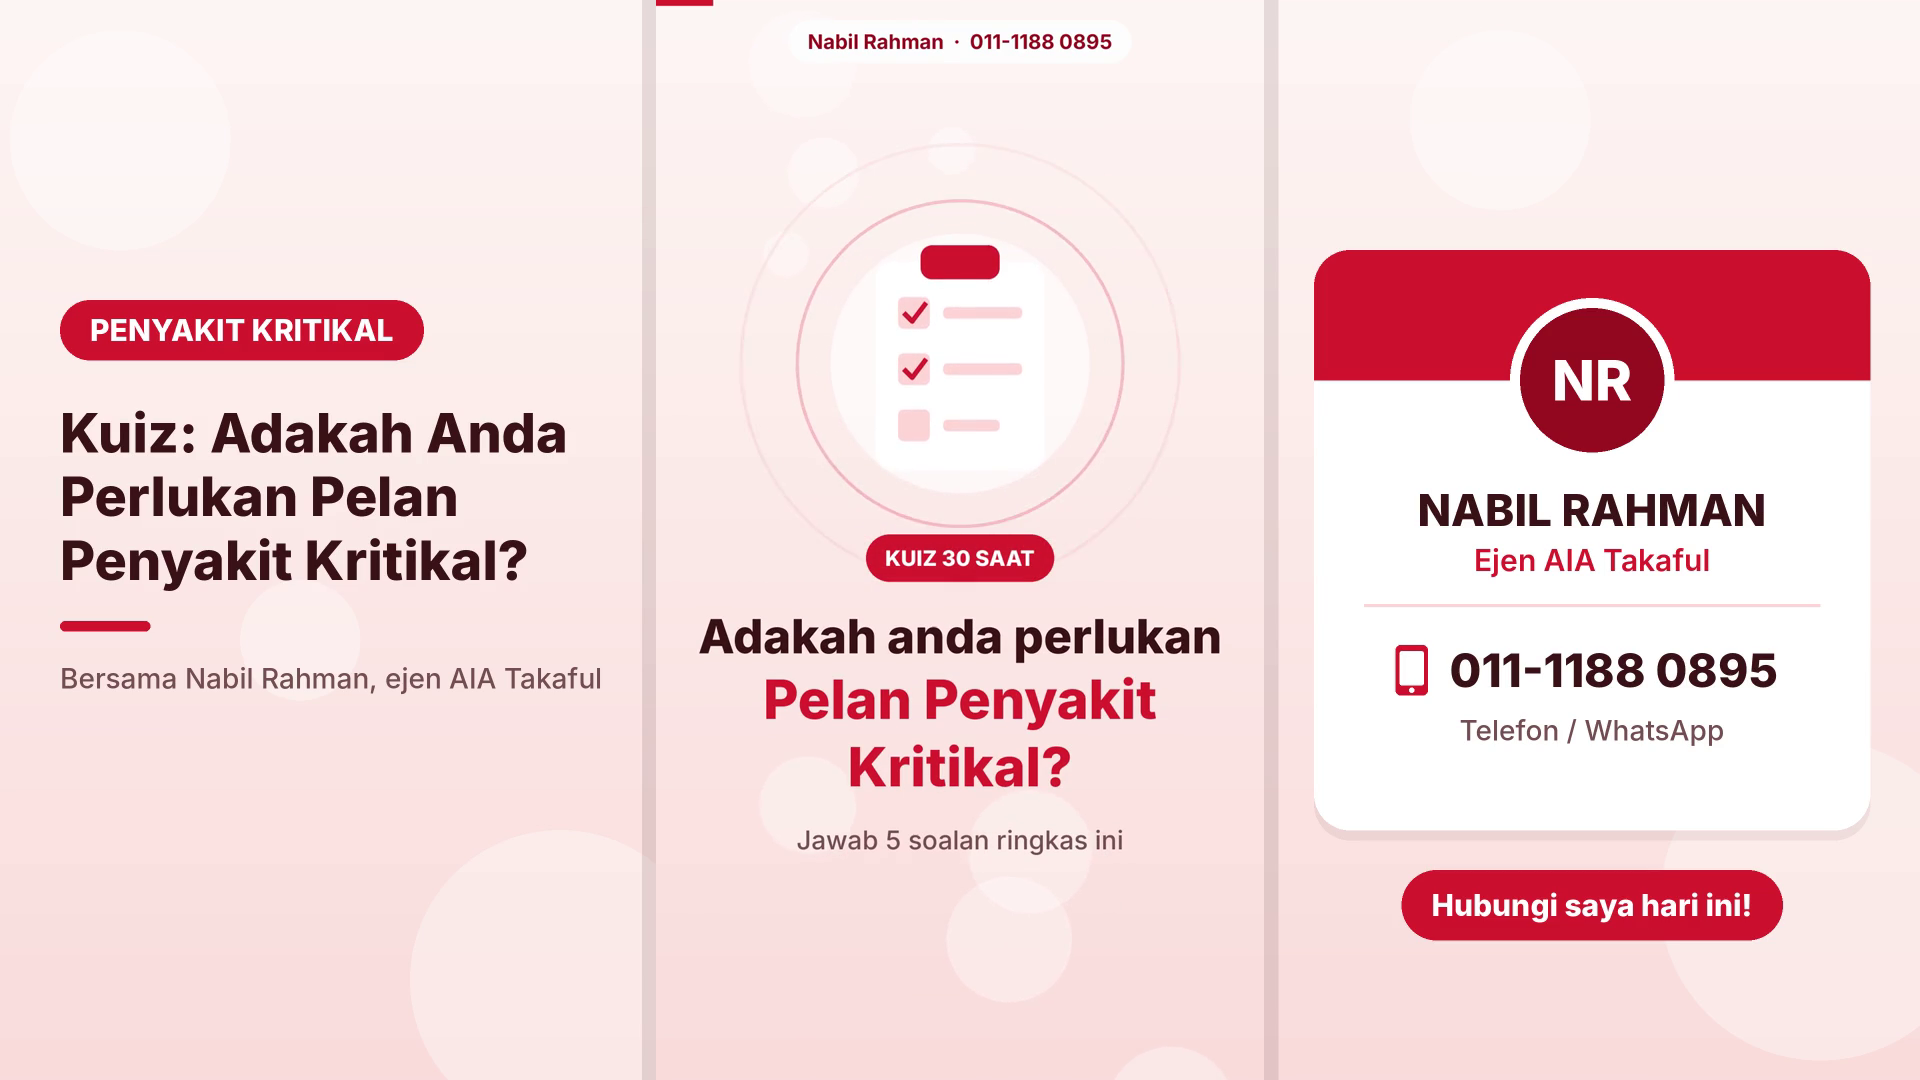 PENYAKIT KRITIKAL
Kuiz: Adakah Anda
Perlukan Pelan
Penyakit Kritikal?
Bersama Nabil Rahman, ejen AIA Takaful
Nabil Rahman · 011-1188 0895
KUIZ 30 SAAT
Adakah anda perlukan
Pelan Penyakit
Kritikal?
Jawab 5 soalan ringkas ini
NR
NABIL RAHMAN
Ejen AIA Takaful
011-1188 0895
Telefon / WhatsApp
Hubungi saya hari ini!